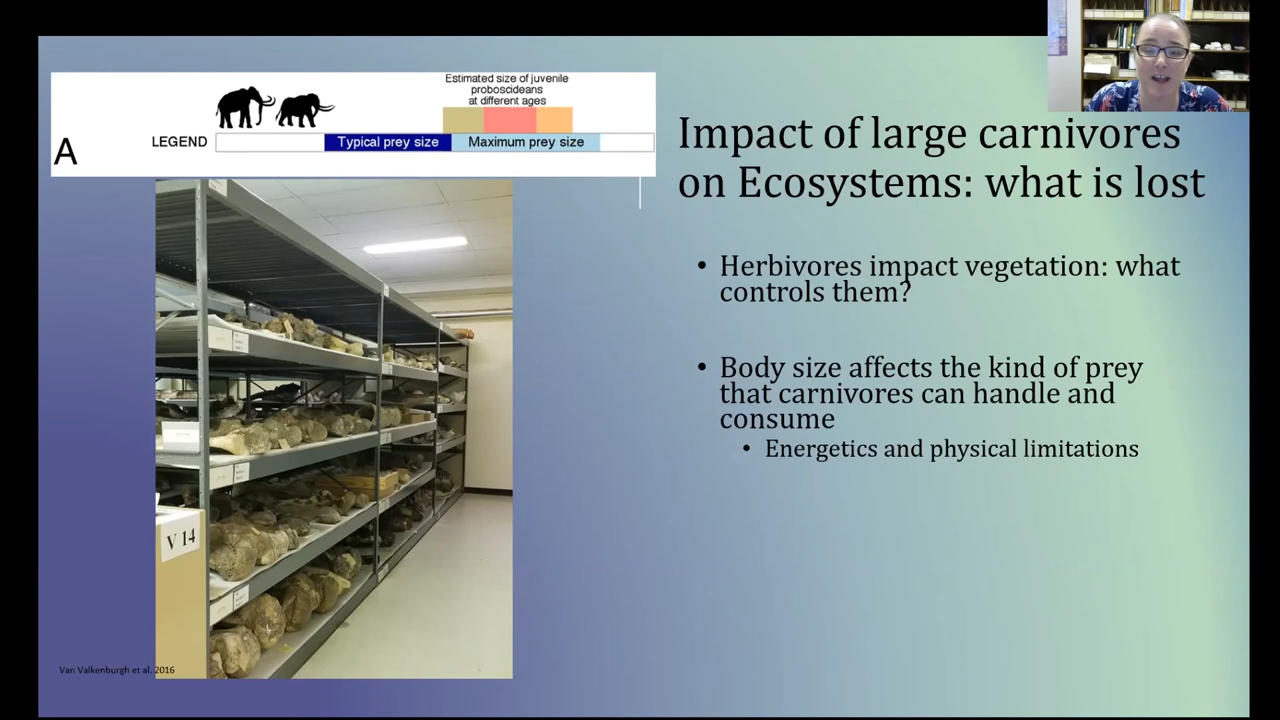 Estimated size of juvenile
proboscideans
at different ages
LEGEND
Typical prey size
Maximum prey size
A
Impact of large carnivores
on Ecosystems: what is lost
• Herbivores impact vegetation: what
controls them?
• Body size affects the kind of prey
that carnivores can handle and
consume
• Energetics and physical limitations
V 14
Van Valkenburgh et al. 2016